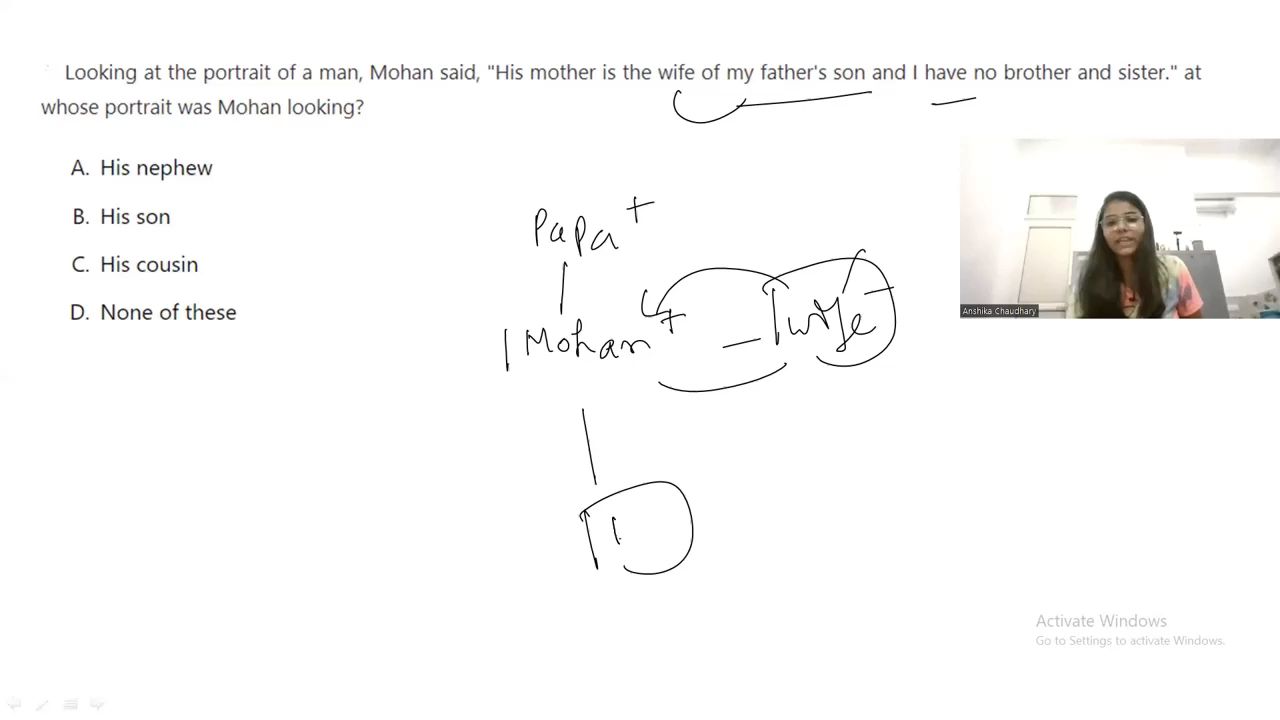 Looking at the portrait of a man, Mohan said, "His mother is the wife of my father's son and I have no brother and sister." at
whose portrait was Mohan looking?
A. His nephew
B. His son
C. His cousin
D. None of these
Papa +
Mohan + — wife -
Anshika Chaudhary
Activate Windows
Go to Settings to activate Windows.